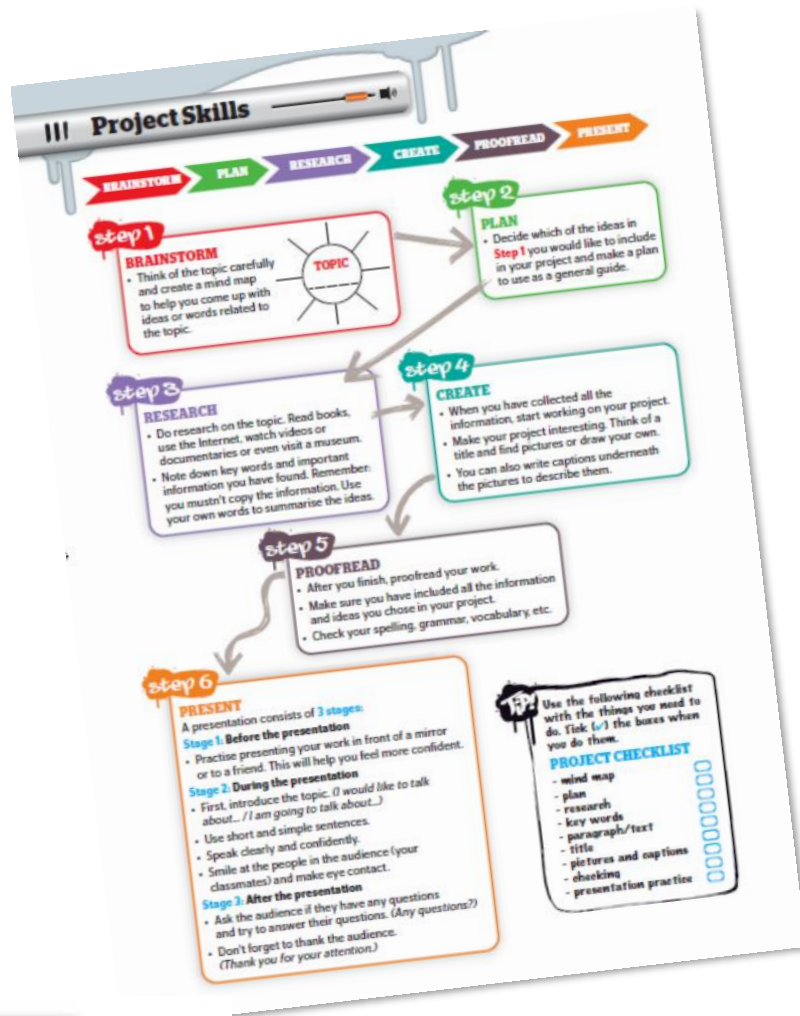 Project Skills
BRAINSTORM
PLAN
RESEARCH
CREATE
PROOFREAD
PRESENT
step 1
BRAINSTORM
• Think of the topic carefully
and create a mind map
to help you come up with
ideas or words related to
the topic.
TOPIC
step 2
PLAN
• Decide which of the ideas in
Step 1 you would like to include
in your project and make a plan
to use as a general guide.
step 3
RESEARCH
• Do research on the topic. Read books,
use the Internet, watch videos or
documentaries or even visit a museum.
• Note down key words and important
information you have found. Remember:
you mustn't copy the information. Use
your own words to summarise the ideas.
step 4
CREATE
• When you have collected all the
information, start working on your project.
• Make your project interesting. Think of a
title and find pictures or draw your own.
• You can also write captions underneath
the pictures to describe them.
step 5
PROOFREAD
• After you finish, proofread your work.
• Make sure you have included all the information
and ideas you chose in your project.
• Check your spelling, grammar, vocabulary, etc.
step 6
PRESENT
A presentation consists of 3 stages:
Stage 1: Before the presentation
• Practise presenting your work in front of a mirror
or to a friend. This will help you feel more confident.
Stage 2: During the presentation
• First, introduce the topic. (I would like to talk
about... / I am going to talk about...)
• Use short and simple sentences.
• Speak clearly and confidently.
• Smile at the people in the audience (your
classmates) and make eye contact.
Stage 3: After the presentation
• Ask the audience if they have any questions
and try to answer their questions. (Any questions?)
• Don't forget to thank the audience.
(Thank you for your attention.)
TIP!
Use the following checklist
with the things you need to
do. Tick (✓) the boxes when
you do them.
PROJECT CHECKLIST
- mind map
- plan
- research
- key words
- paragraph/text
- title
- pictures and captions
- checking
- presentation practice